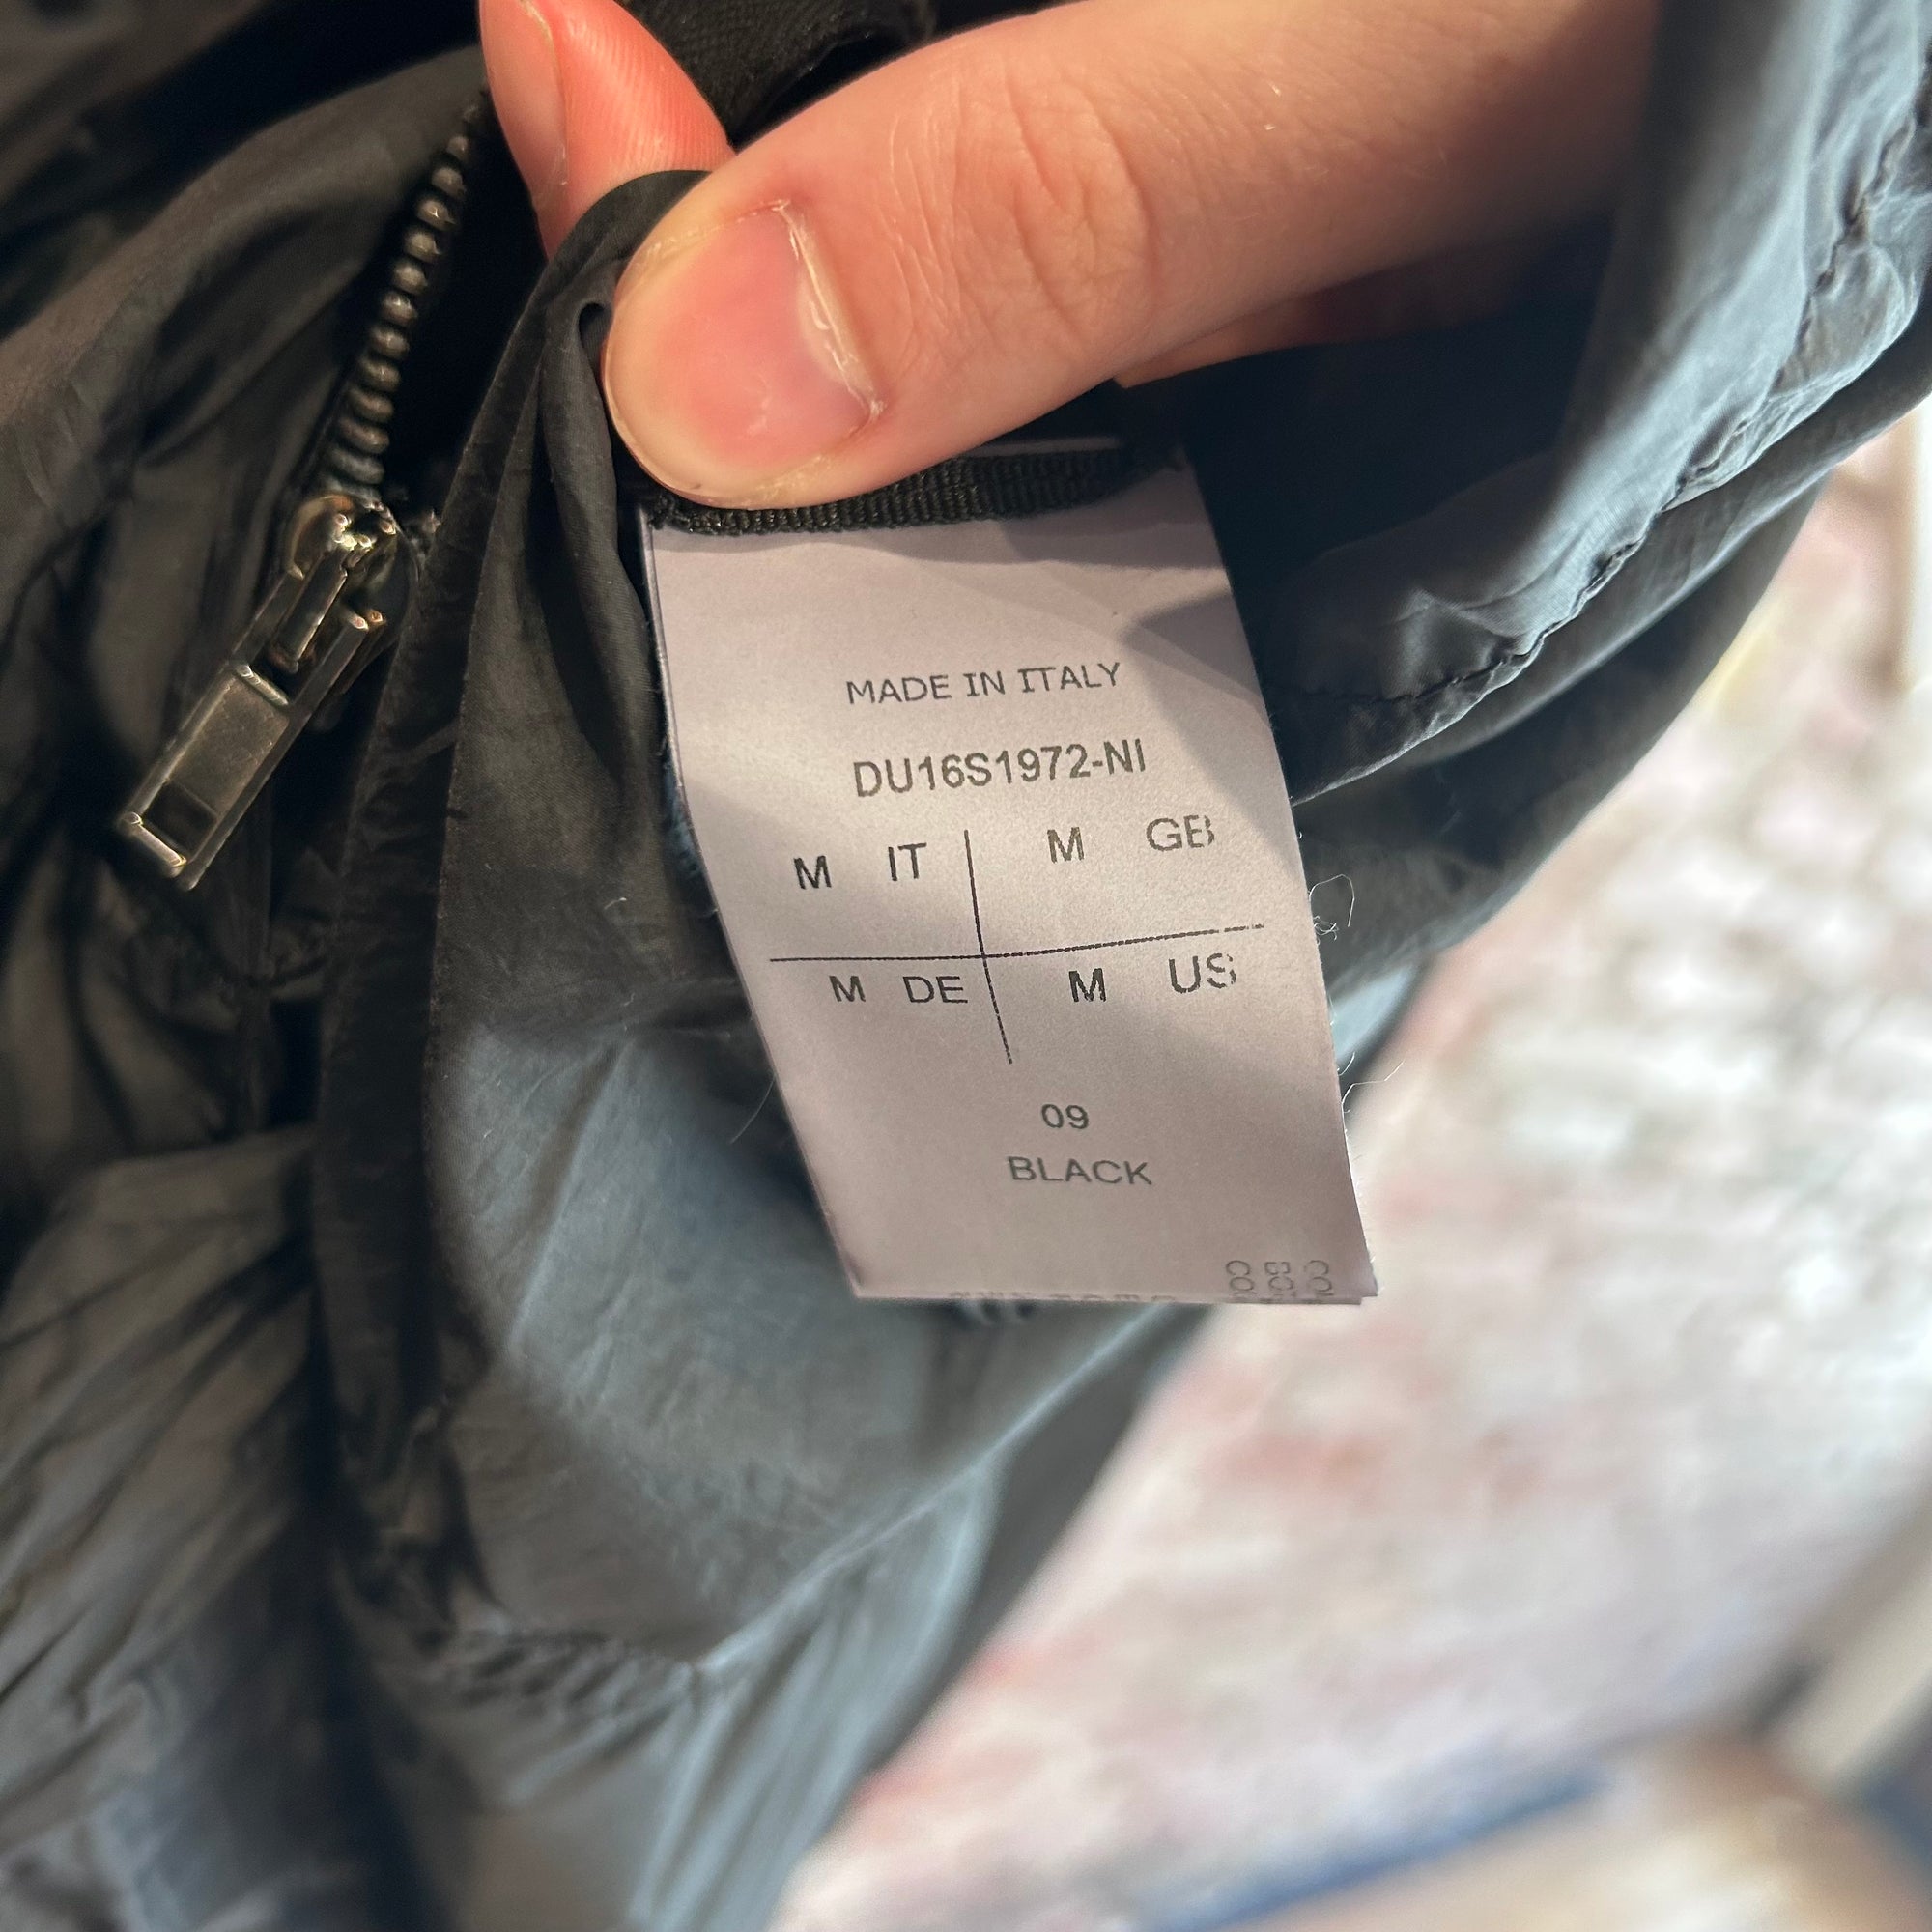 MADE IN ITALY
DU16S1972-NI
M IT M GB
M DE M US
09
BLACK